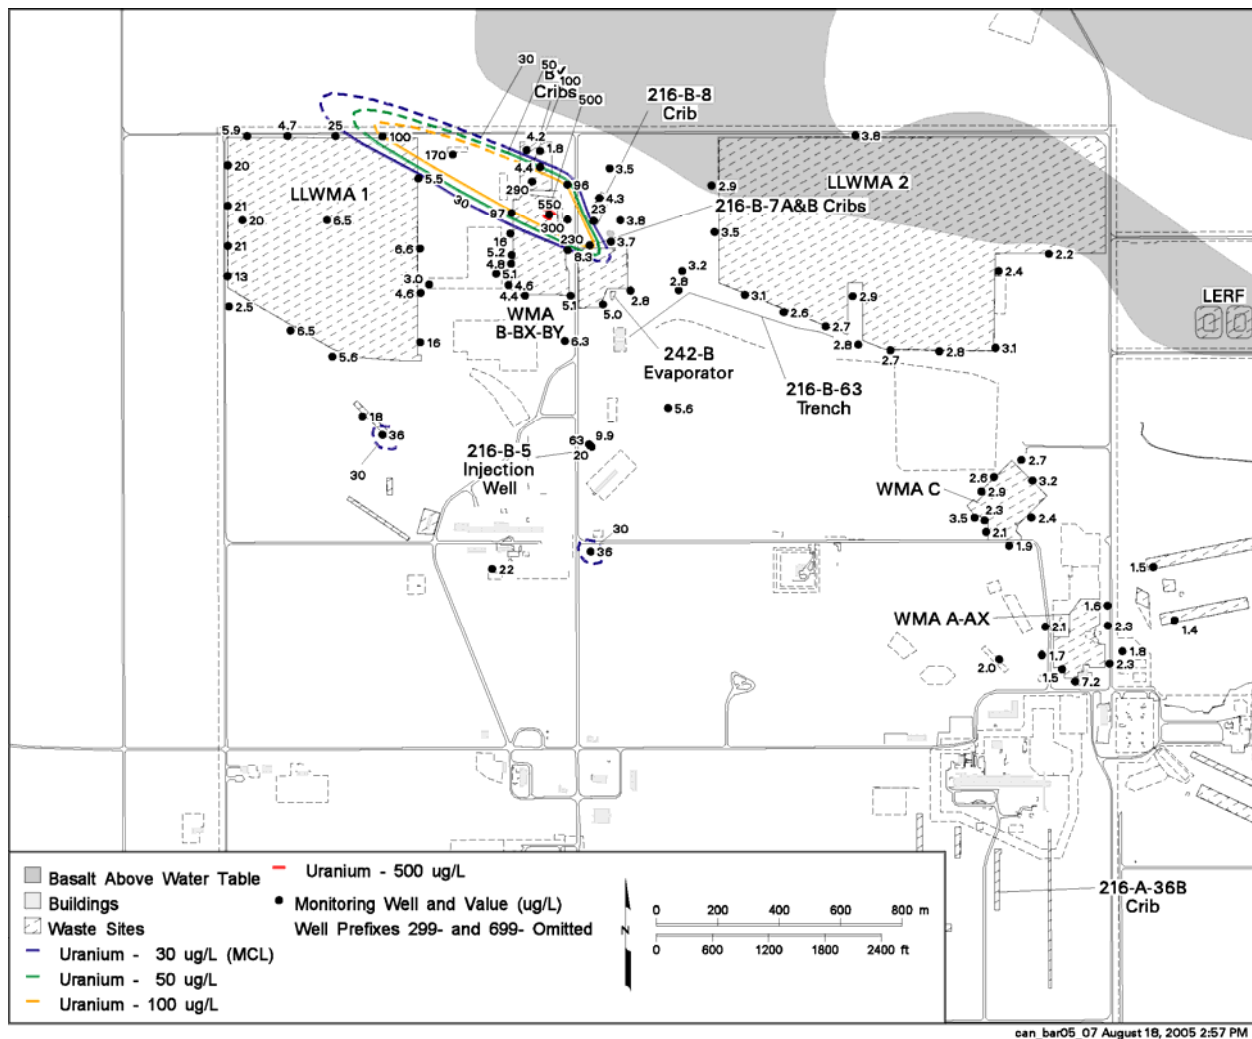 30
50
BY
100
Cribs
500
216-B-8
Crib
5.9
4.7
25
100
4.2
1.8
3.8
170
20
5.5
4.4
3.5
LLWMA 1
290
96
2.9
LLWMA 2
30
4.3
21
20
6.5
97
550
23
3.8
216-B-7A&B Cribs
300
16
230
3.7
3.5
21
6.6
5.2
8.3
2.2
4.8
13
5.1
3.2
2.4
3.0
4.6
2.8
4.6
4.4
5.1
2.8
3.1
2.9
LERF
2.5
5.0
2.6
WMA
B-BX-BY
6.5
2.7
16
6.3
242-B
Evaporator
2.8
2.7
2.8
3.1
5.6
216-B-63
Trench
18
5.6
36
63
9.9
20
216-B-5
Injection
Well
30
2.7
2.6
3.2
WMA C
2.9
3.5
2.3
2.4
2.1
30
1.9
36
22
1.5
1.6
WMA A-AX
2.1
2.3
1.4
1.8
2.0
1.7
2.3
1.5
7.2
216-A-36B
Crib
Basalt Above Water Table
Buildings
Waste Sites
Uranium - 30 ug/L (MCL)
Uranium - 50 ug/L
Uranium - 100 ug/L
Uranium - 500 ug/L
Monitoring Well and Value (ug/L)
Well Prefixes 299- and 699- Omitted
N
0 200 400 600 800 m
0 600 1200 1800 2400 ft
can_bar05_07 August 18, 2005 2:57 PM